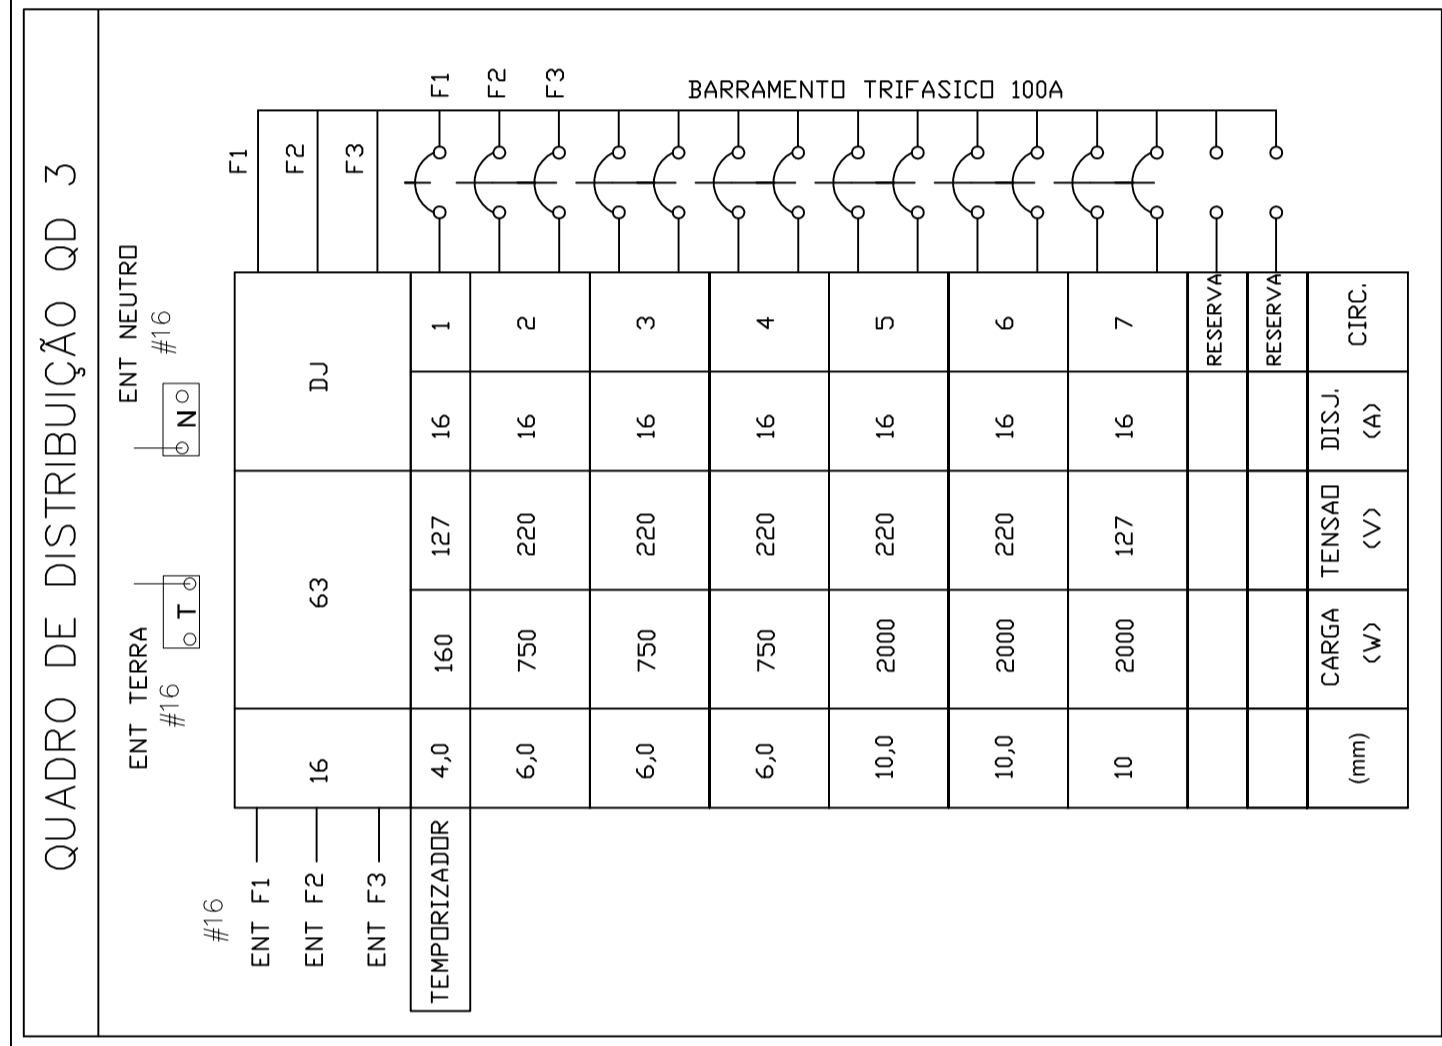 QUADRO DE DISTRIBUIÇÃO QD 3
ENT TERRA
#16
T
ENT NEUTRO
#16
N
#16
ENT F1
ENT F2
ENT F3
16
63
DJ
F1
F2
F3
BARRAMENTO TRIFASICO 100A
F1
F2
F3
TEMPORIZADOR
4,0 160 127 16 1
6,0 750 220 16 2
6,0 750 220 16 3
6,0 750 220 16 4
10,0 2000 220 16 5
10,0 2000 220 16 6
10 2000 127 16 7
RESERVA
RESERVA
(mm) CARGA (W) TENSAO (V) DISJ. (A) CIRC.